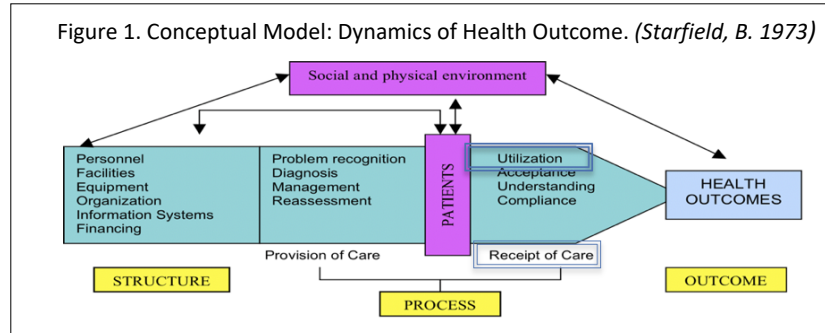 Figure 1. Conceptual Model: Dynamics of Health Outcome. (Starfield, B. 1973)
Social and physical environment
Personnel
Facilities
Equipment
Organization
Information Systems
Financing
Problem recognition
Diagnosis
Management
Reassessment
PATIENTS
Utilization
Acceptance
Understanding
Compliance
HEALTH
OUTCOMES
Provision of Care
Receipt of Care
STRUCTURE
PROCESS
OUTCOME